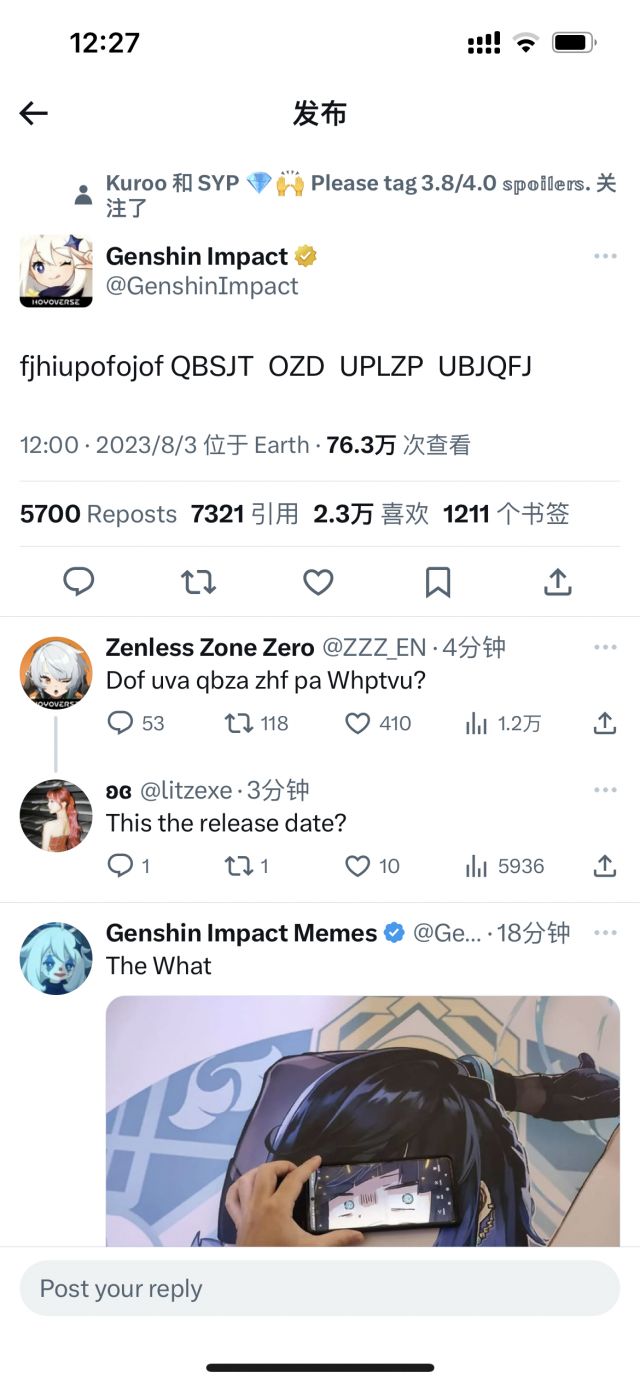 12:27
发布
Kuroo 和 SYP 💎🙌 Please tag 3.8/4.0 𝕤𝕡𝕠𝕚𝕝𝕖𝕣𝕤. 关
注了
Genshin Impact
@GenshinImpact
HOYOVERSE
fjhiupofojof QBSJT OZD UPLZP UBJQFJ
12:00 · 2023/8/3 位于 Earth · 76.3万 次查看
5700 Reposts 7321 引用 2.3万 喜欢 1211 个书签
Zenless Zone Zero @ZZZ_EN · 4分钟
Dof uva qbza zhf pa Whptvu?
HOYOVERSE
53 118 410 1.2万
ʚɞ @litzexe · 3分钟
This the release date?
1 1 10 5936
Genshin Impact Memes @Ge... · 18分钟
The What
Post your reply